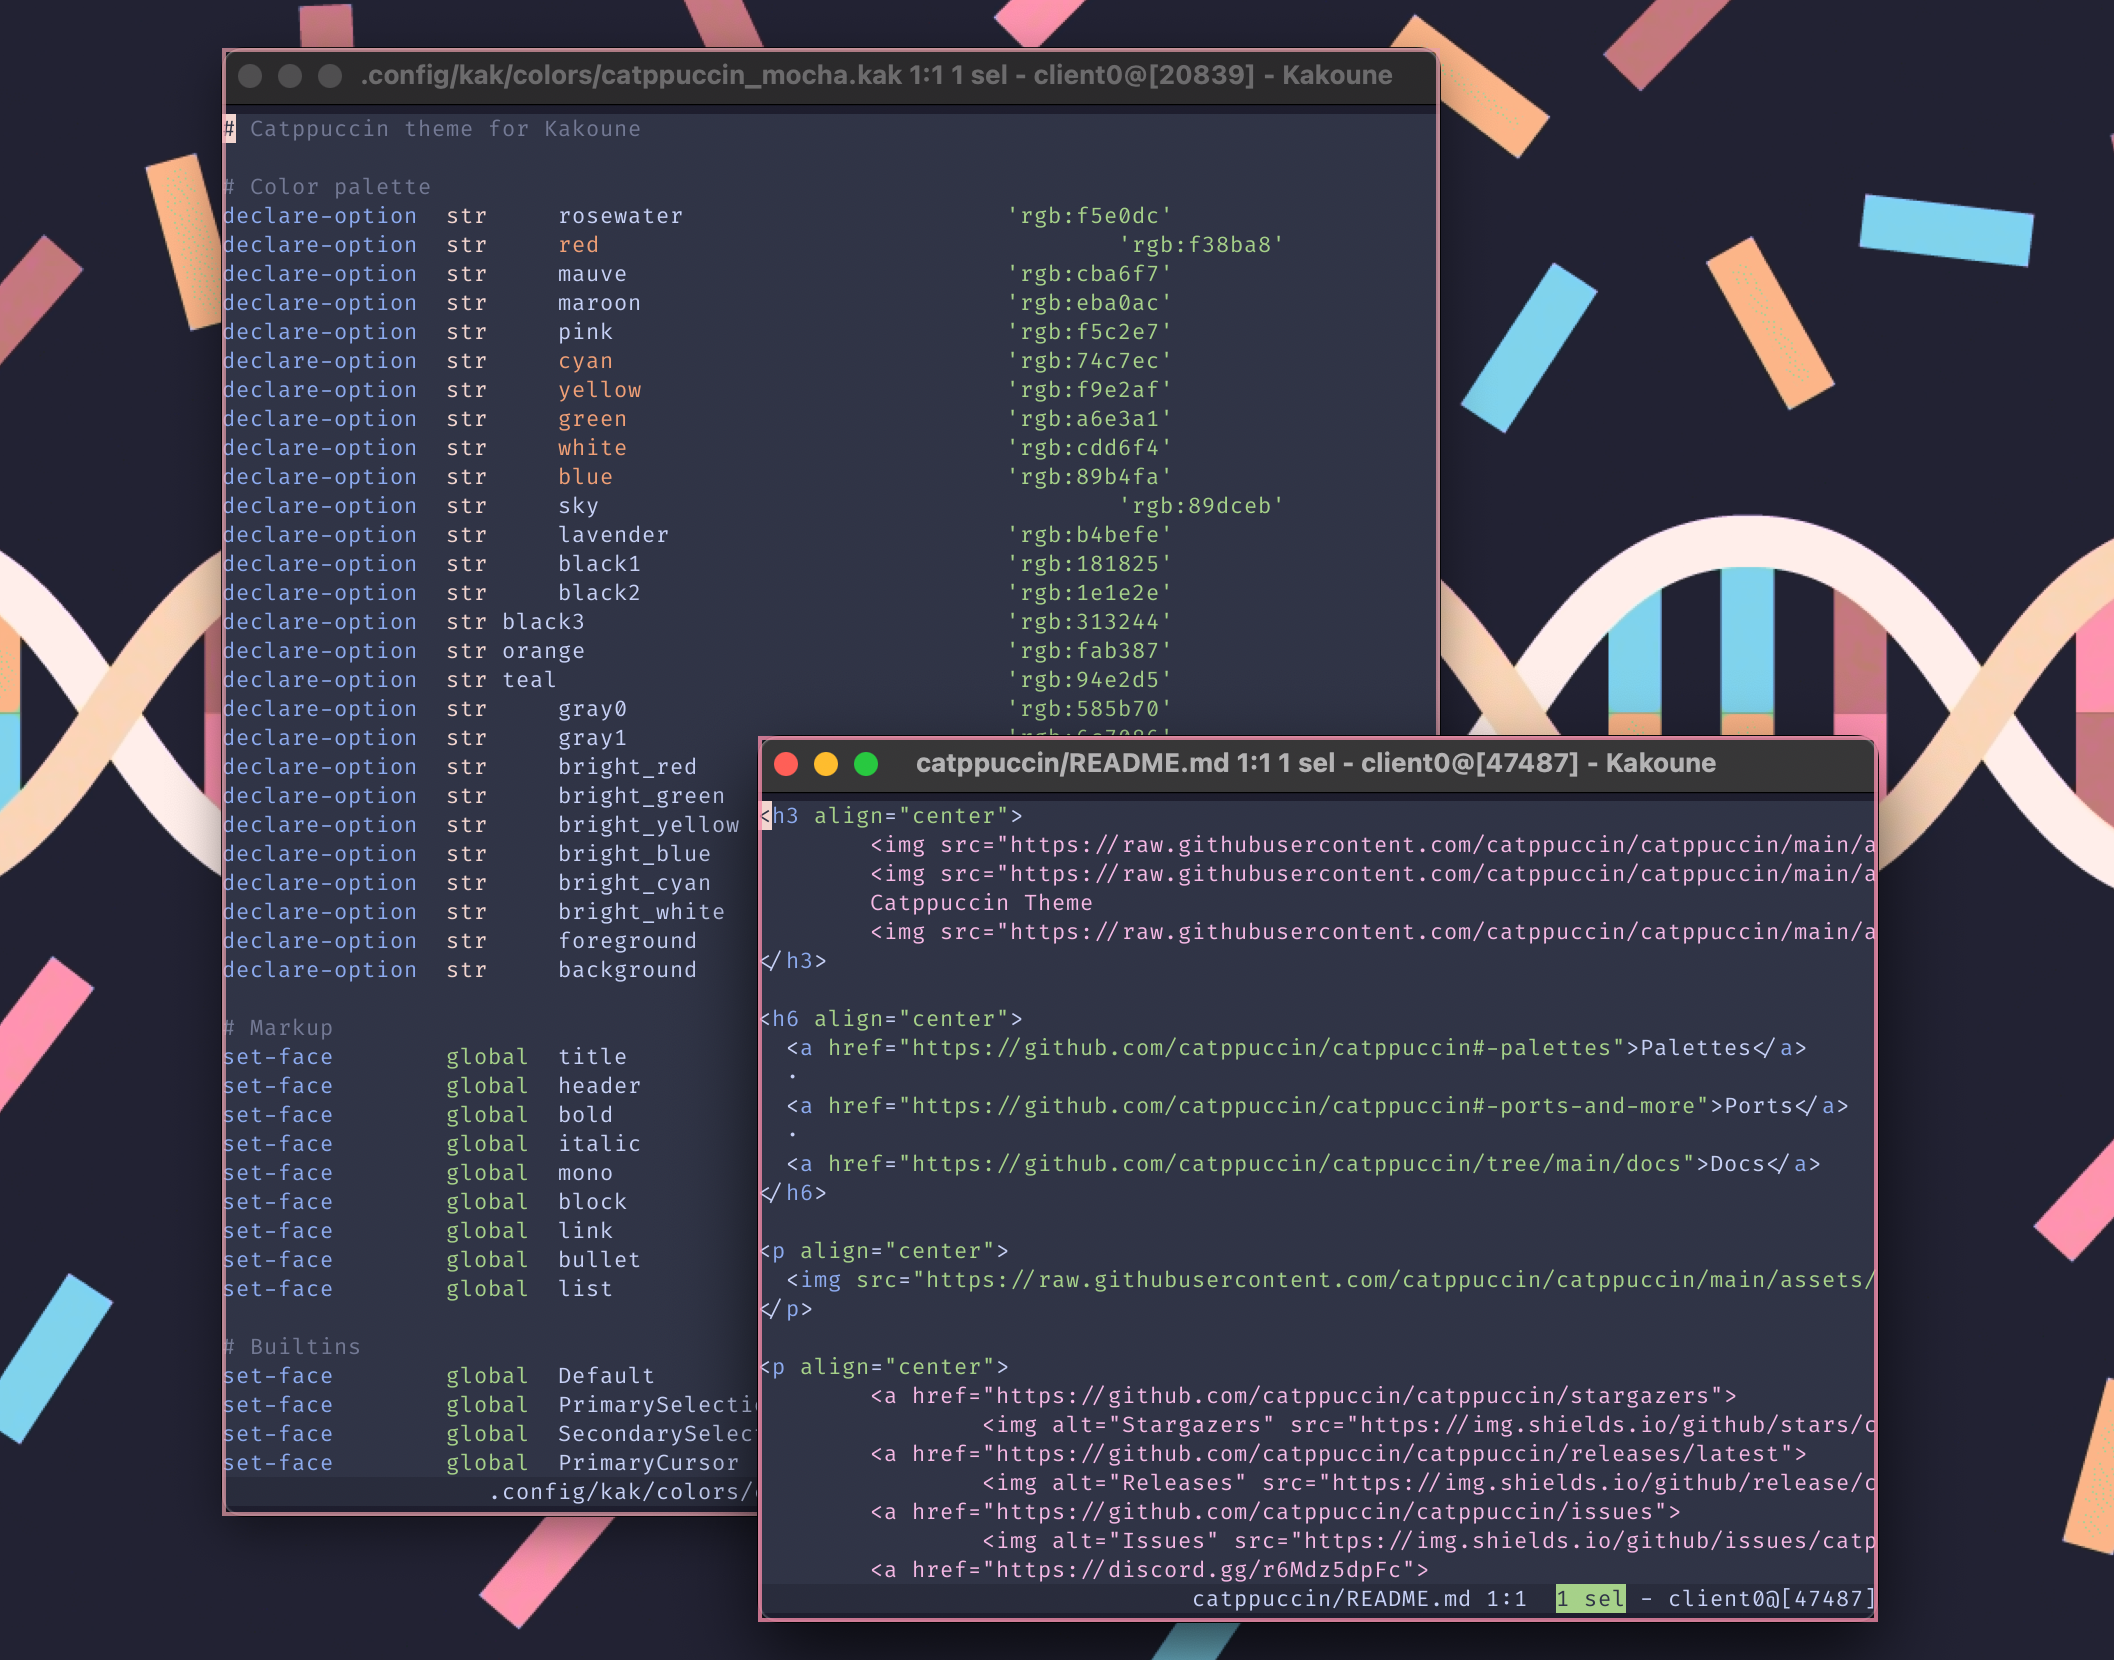 .config/kak/colors/catppuccin_mocha.kak 1:1 1 sel - client0@[20839] - Kakoune
# Catppuccin theme for Kakoune
# Color palette
declare-option str rosewater 'rgb:f5e0dc'
declare-option str red 'rgb:f38ba8'
declare-option str mauve 'rgb:cba6f7'
declare-option str maroon 'rgb:eba0ac'
declare-option str pink 'rgb:f5c2e7'
declare-option str cyan 'rgb:74c7ec'
declare-option str yellow 'rgb:f9e2af'
declare-option str green 'rgb:a6e3a1'
declare-option str white 'rgb:cdd6f4'
declare-option str blue 'rgb:89b4fa'
declare-option str sky 'rgb:89dceb'
declare-option str lavender 'rgb:b4befe'
declare-option str black1 'rgb:181825'
declare-option str black2 'rgb:1e1e2e'
declare-option str black3 'rgb:313244'
declare-option str orange 'rgb:fab387'
declare-option str teal 'rgb:94e2d5'
declare-option str gray0 'rgb:585b70'
declare-option str gray1
declare-option str bright_red
declare-option str bright_green
declare-option str bright_yellow
declare-option str bright_blue
declare-option str bright_cyan
declare-option str bright_white
declare-option str foreground
declare-option str background
# Markup
set-face global title
set-face global header
set-face global bold
set-face global italic
set-face global mono
set-face global block
set-face global link
set-face global bullet
set-face global list
# Builtins
set-face global Default
set-face global PrimarySelecti
set-face global SecondarySelec
set-face global PrimaryCursor
.config/kak/colors/
catppuccin/README.md 1:1 1 sel - client0@[47487] - Kakoune
<h3 align="center">
<img src="https://raw.githubusercontent.com/catppuccin/catppuccin/main/a
<img src="https://raw.githubusercontent.com/catppuccin/catppuccin/main/a
Catppuccin Theme
<img src="https://raw.githubusercontent.com/catppuccin/catppuccin/main/a
</h3>
<h6 align="center">
<a href="https://github.com/catppuccin/catppuccin#-palettes">Palettes</a>
·
<a href="https://github.com/catppuccin/catppuccin#-ports-and-more">Ports</a>
·
<a href="https://github.com/catppuccin/catppuccin/tree/main/docs">Docs</a>
</h6>
<p align="center">
<img src="https://raw.githubusercontent.com/catppuccin/catppuccin/main/assets/
</p>
<p align="center">
<a href="https://github.com/catppuccin/catppuccin/stargazers">
<img alt="Stargazers" src="https://img.shields.io/github/stars/c
<a href="https://github.com/catppuccin/catppuccin/releases/latest">
<img alt="Releases" src="https://img.shields.io/github/release/c
<a href="https://github.com/catppuccin/catppuccin/issues">
<img alt="Issues" src="https://img.shields.io/github/issues/catp
<a href="https://discord.gg/r6Mdz5dpFc">
catppuccin/README.md 1:1 1 sel - client0@[47487]